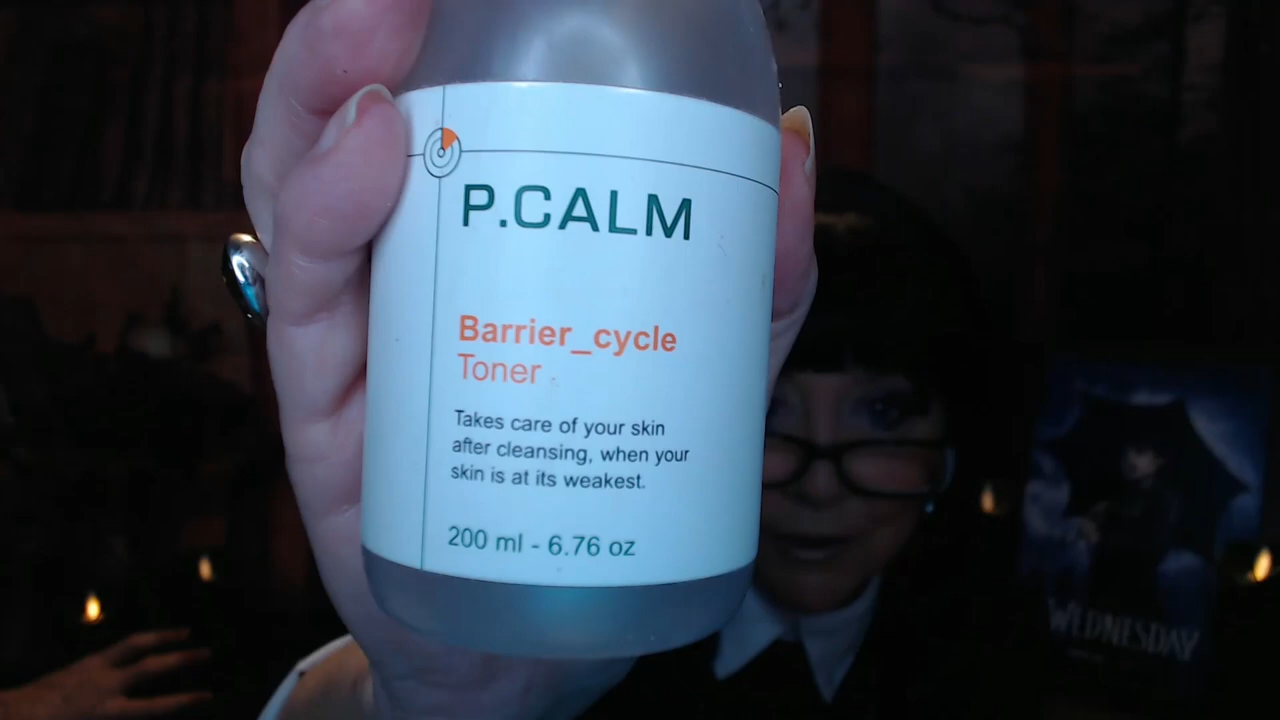 P.CALM
Barrier_cycle
Toner
Takes care of your skin
after cleansing, when your
skin is at its weakest.
200 ml - 6.76 oz
WEDNESDAY